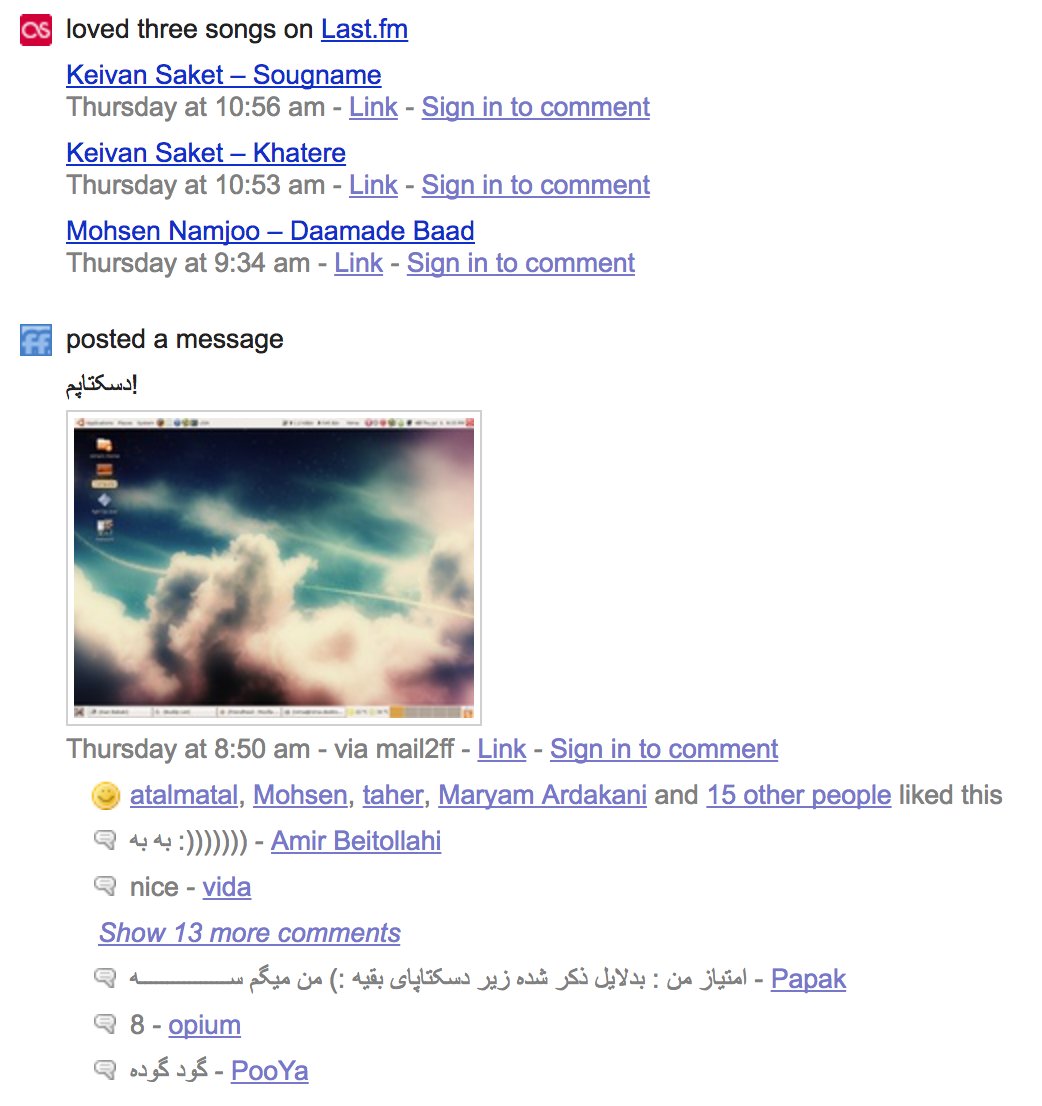 loved three songs on Last.fm
Keivan Saket – Sougname
Thursday at 10:56 am - Link - Sign in to comment
Keivan Saket – Khatere
Thursday at 10:53 am - Link - Sign in to comment
Mohsen Namjoo – Daamade Baad
Thursday at 9:34 am - Link - Sign in to comment
ff
posted a message
دسکتاپم!
Applications Places System
Thursday at 8:50 am - via mail2ff - Link - Sign in to comment
atalmatal, Mohsen, taher, Maryam Ardakani and 15 other people liked this
به به :))))))) - Amir Beitollahi
nice - vida
Show 13 more comments
امتیاز من : بدلایل ذکر شده زیر دسکتاپای بقیه :) من میگم ســـــــــــــه - Papak
8 - opium
گود گوده - PooYa